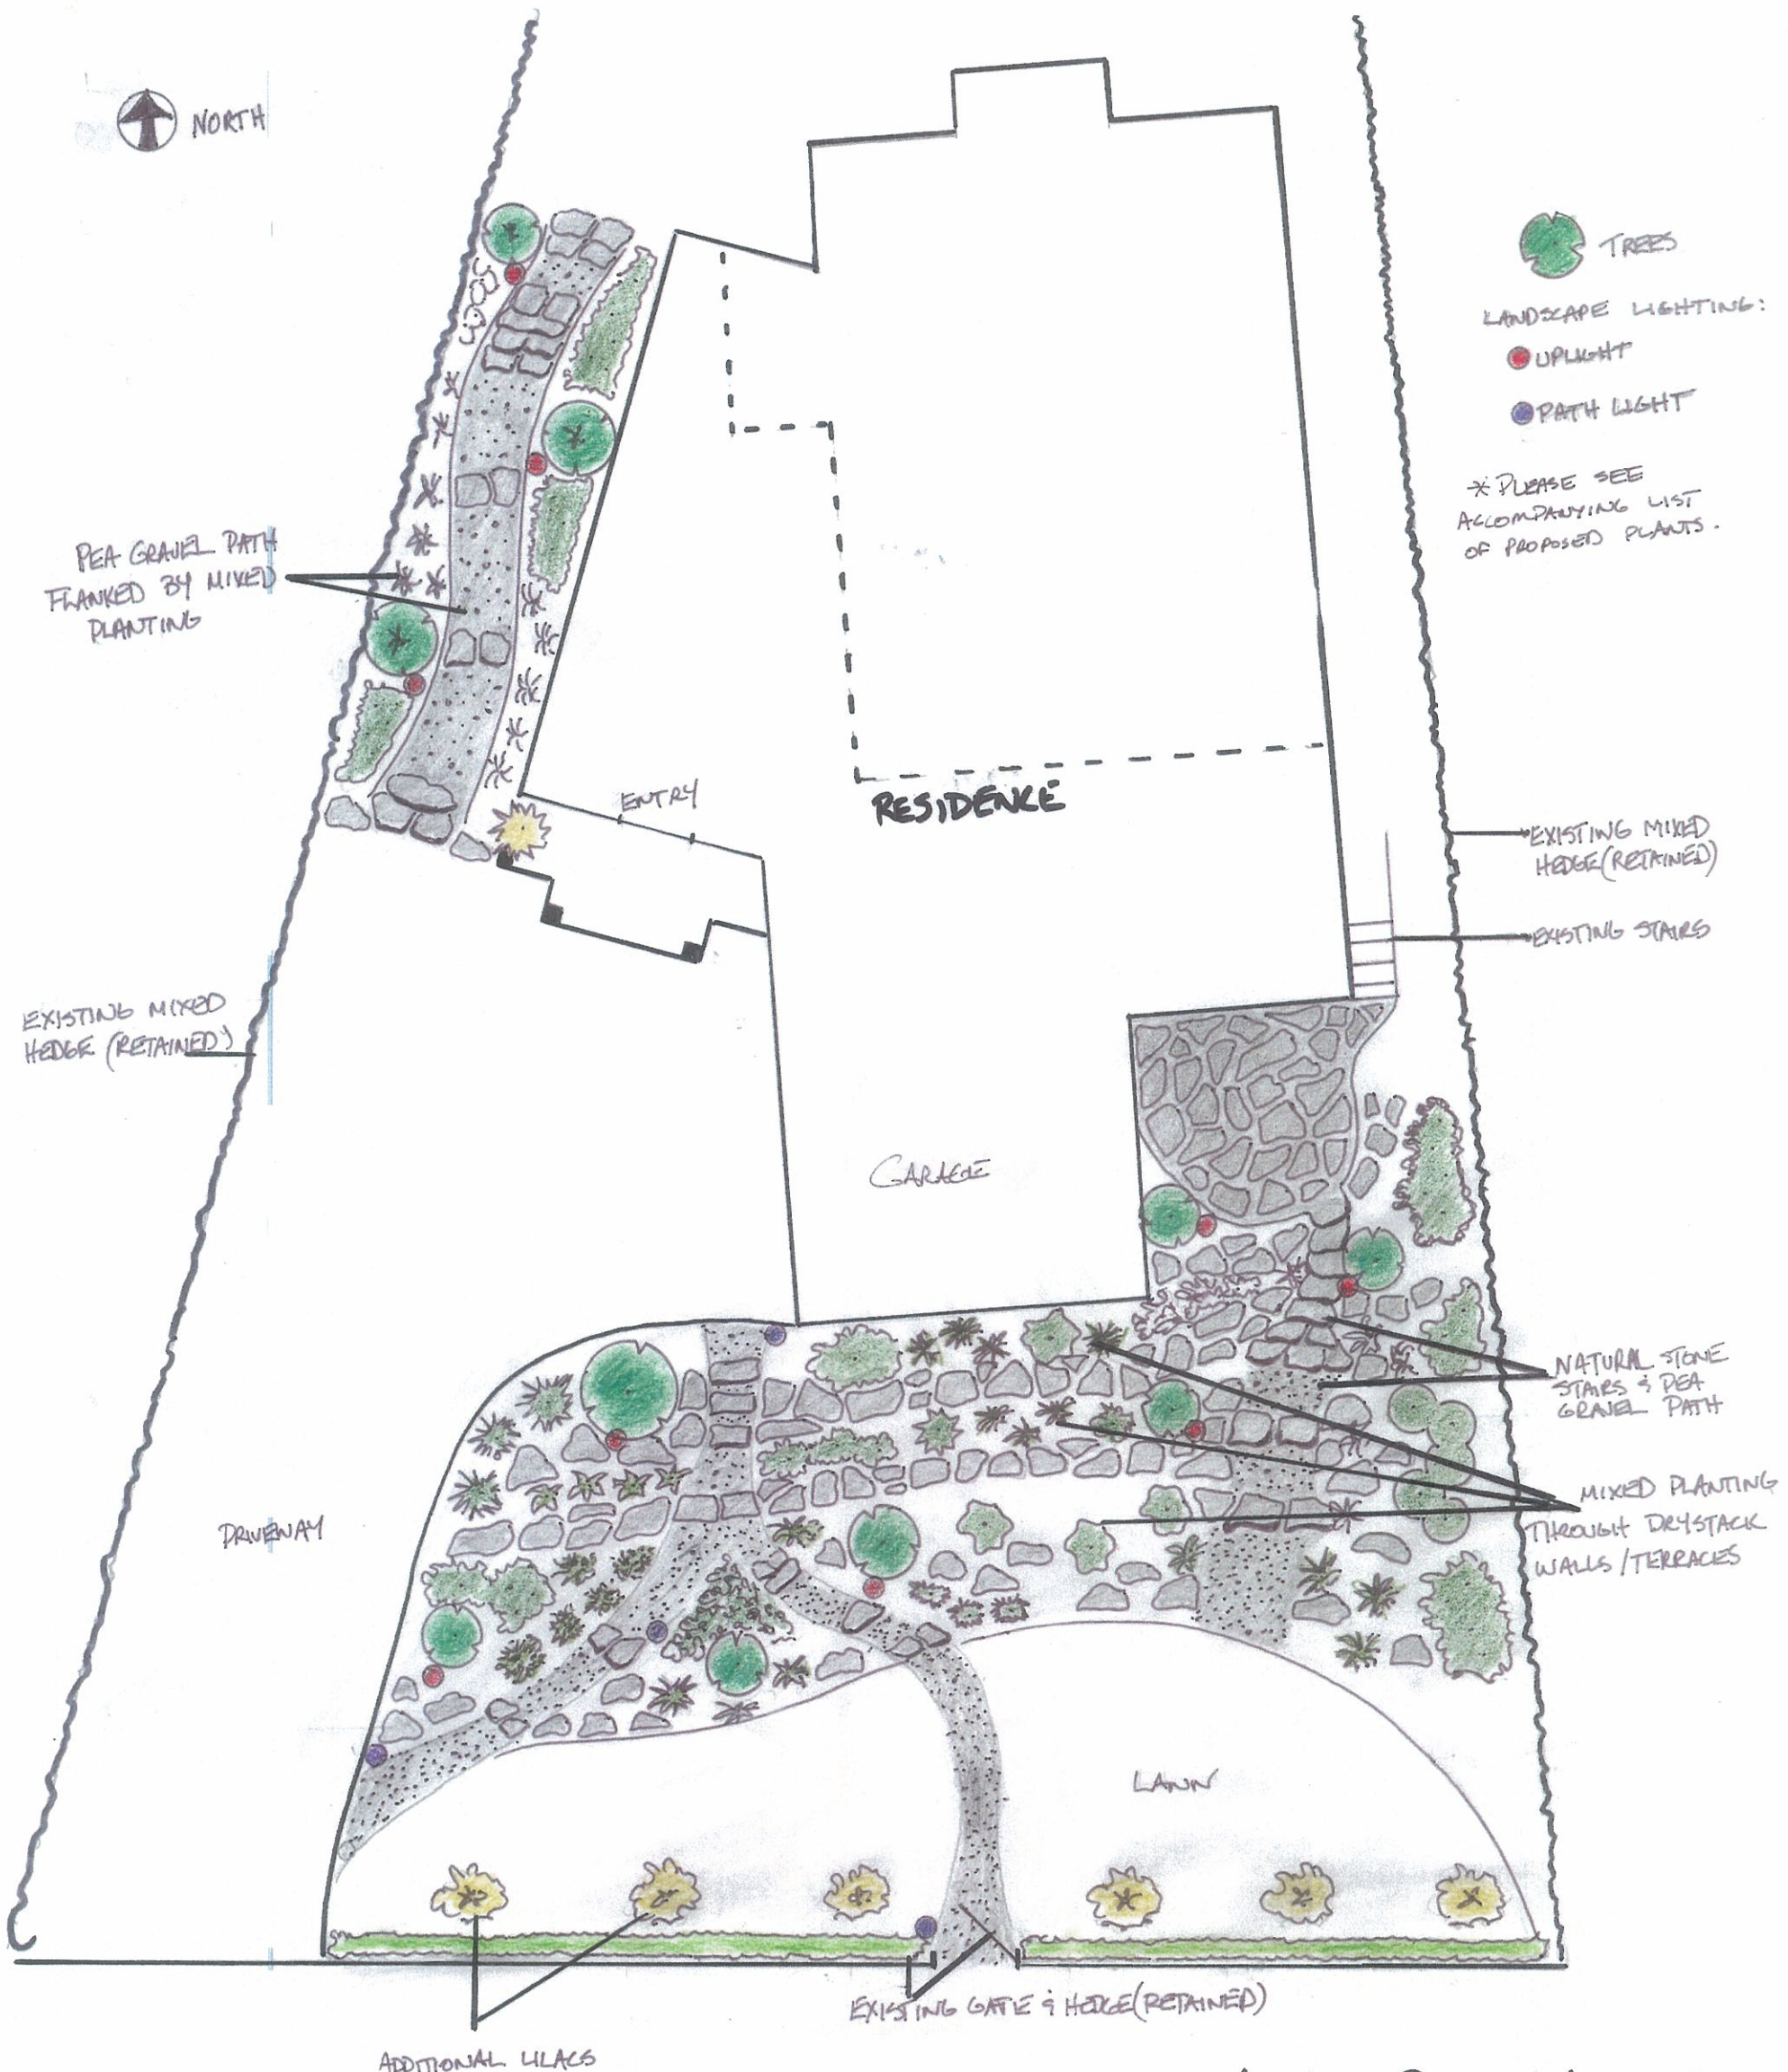 NORTH
TREES
LANDSCAPE LIGHTING:
UPLIGHT
PATH LIGHT
* PLEASE SEE
ACCOMPANYING LIST
OF PROPOSED PLANTS.
PEA GRAVEL PATH
FLANKED BY MIXED
PLANTING
ENTRY
RESIDENCE
EXISTING MIXED
HEDGE (RETAINED)
EXISTING STAIRS
EXISTING MIXED
HEDGE (RETAINED)
GARAGE
NATURAL STONE
STAIRS & PEA
GRAVEL PATH
MIXED PLANTING
THROUGH DRYSTACK
WALLS / TERRACES
DRIVEWAY
LAWN
EXISTING GATE & HEDGE (RETAINED)
ADDITIONAL LILACS